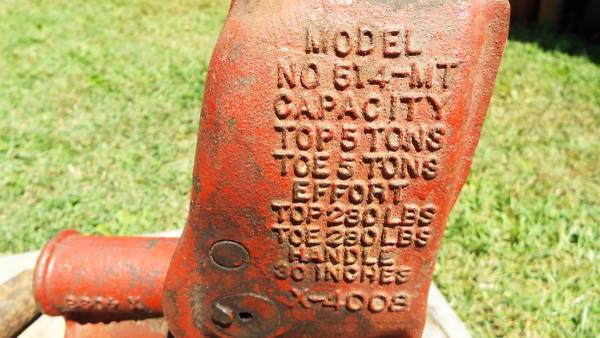 MODEL
NO 614-MT
CAPACITY
TOP 5 TONS
TOE 5 TONS
EFFORT
TOP 280 LBS
TOE 280 LBS
HANDLE
30 INCHES
X-4008